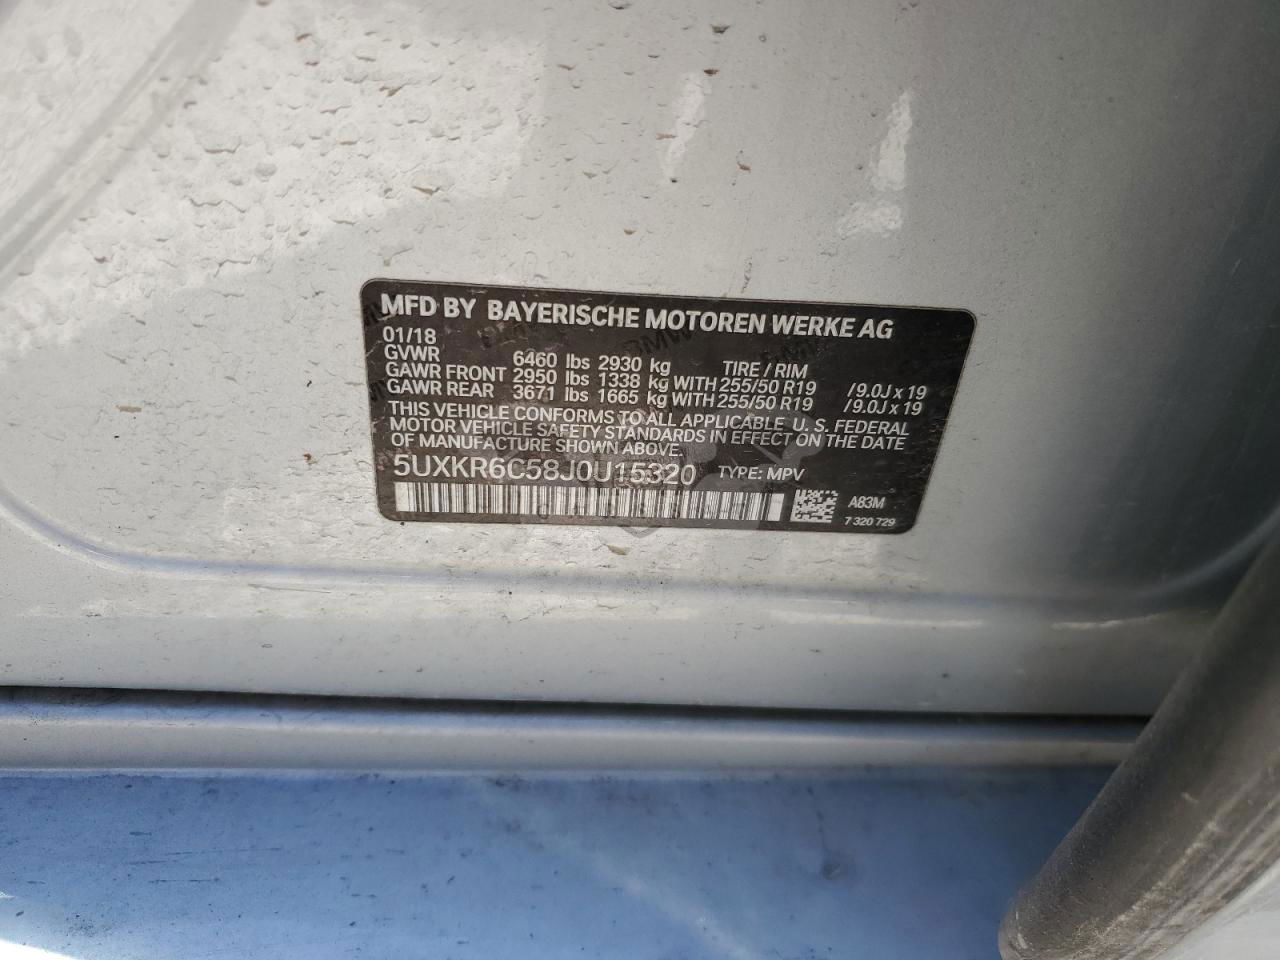 MFD BY BAYERISCHE MOTOREN WERKE AG
01/18
GVWR 6460 lbs 2930 kg TIRE / RIM
GAWR FRONT 2950 lbs 1338 kg WITH 255/50 R19 /9.0J x 19
GAWR REAR 3671 lbs 1665 kg WITH 255/50 R19 /9.0J x 19
THIS VEHICLE CONFORMS TO ALL APPLICABLE U. S. FEDERAL
MOTOR VEHICLE SAFETY STANDARDS IN EFFECT ON THE DATE
OF MANUFACTURE SHOWN ABOVE.
5UXKR6C58J0U15320 TYPE: MPV
A83M
7 320 729